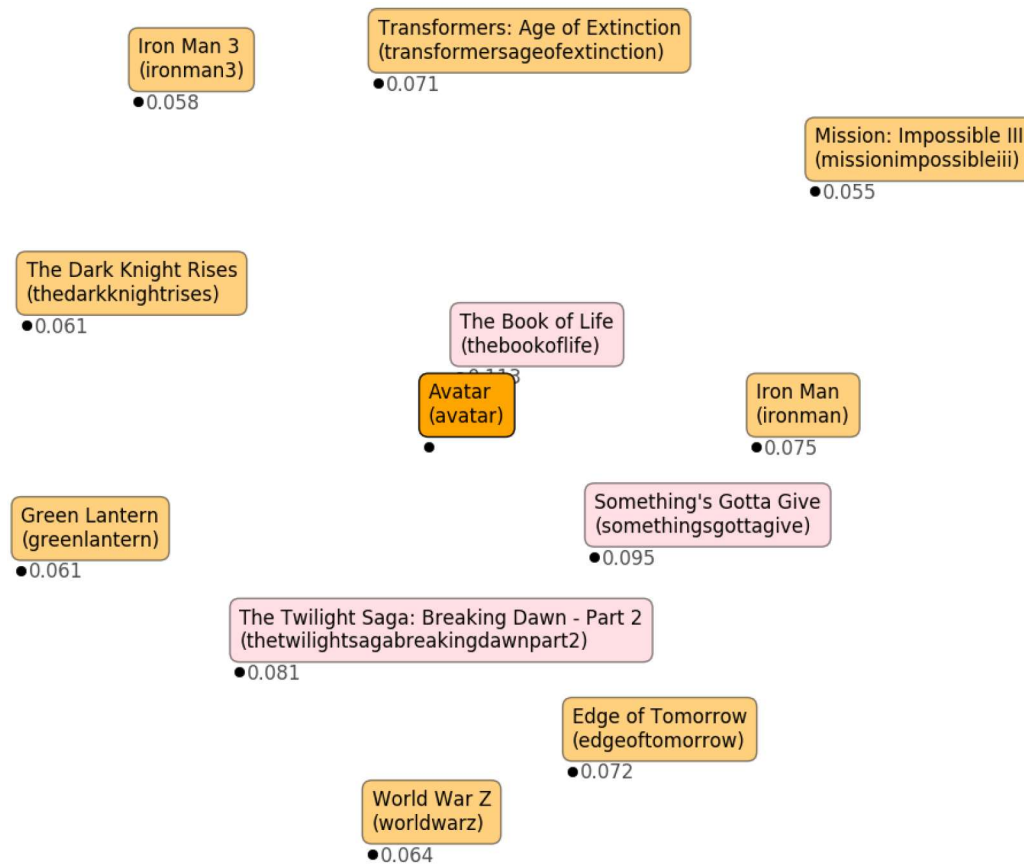 Transformers: Age of Extinction
(transformersageofextinction)
0.071
Iron Man 3
(ironman3)
0.058
Mission: Impossible III
(missionimpossibleiii)
0.055
The Dark Knight Rises
(thedarkknightrises)
0.061
The Book of Life
(thebookoflife)
0.113
Avatar
(avatar)
Iron Man
(ironman)
0.075
Something's Gotta Give
(somethingsgottagive)
0.095
Green Lantern
(greenlantern)
0.061
The Twilight Saga: Breaking Dawn - Part 2
(thetwilightsagabreakingdawnpart2)
0.081
Edge of Tomorrow
(edgeoftomorrow)
0.072
World War Z
(worldwarz)
0.064